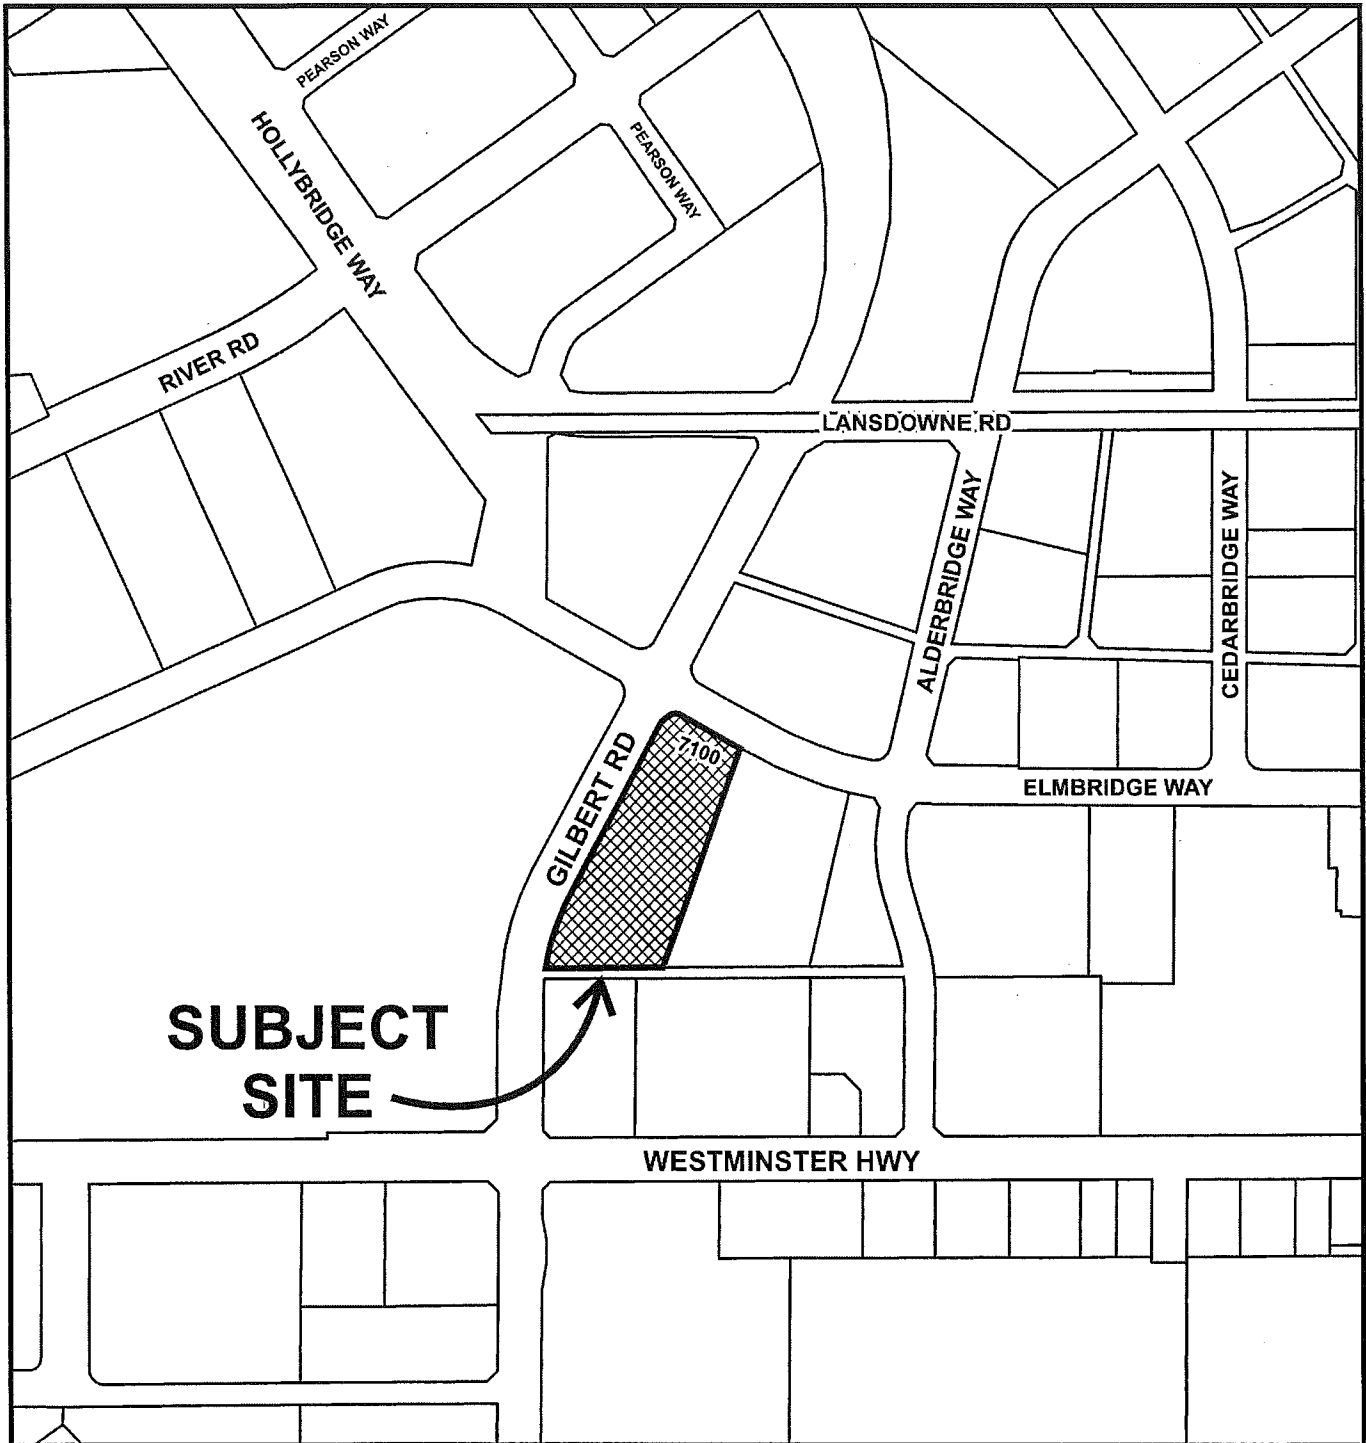 PEARSON WAY
HOLLYBRIDGE WAY
PEARSON WAY
RIVER RD
LANSDOWNE RD
ALDERBRIDGE WAY
CEDARBRIDGE WAY
7100
GILBERT RD
ELMBRIDGE WAY
SUBJECT
SITE
WESTMINSTER HWY